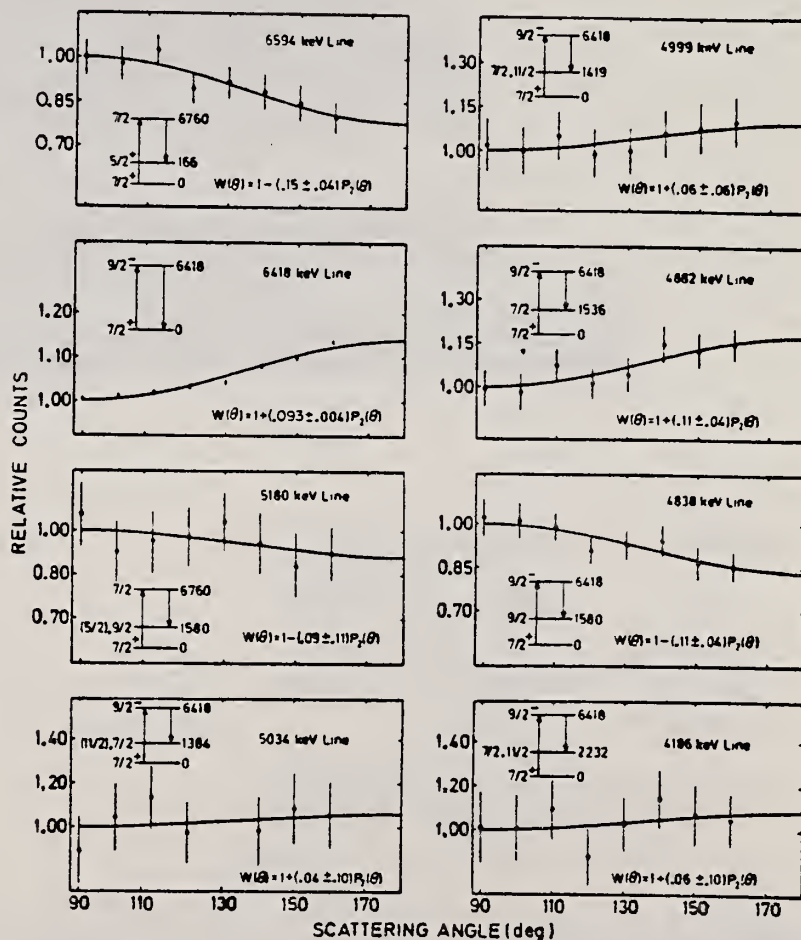 RELATIVE COUNTS
6594 keV Line
1.00
0.85
0.70
7/2 6760
5/2+ 166
7/2+ 0
W(θ)=1-(.15±.04)P₂(θ)
4999 keV Line
1.30
1.15
1.00
9/2- 6418
7/2,11/2 1419
7/2+ 0
W(θ)=1+(.06±.06)P₂(θ)
6418 keV Line
1.20
1.10
1.00
9/2- 6418
7/2+ 0
W(θ)=1+(.093±.004)P₂(θ)
4882 keV Line
1.30
1.15
1.00
9/2- 6418
7/2 1536
7/2+ 0
W(θ)=1+(.11±.04)P₂(θ)
5180 keV Line
1.00
0.80
0.70
7/2 6760
(5/2),9/2 1580
7/2+ 0
W(θ)=1-(.09±.11)P₂(θ)
4838 keV Line
1.00
0.85
0.70
9/2- 6418
9/2 1580
7/2+ 0
W(θ)=1-(.11±.04)P₂(θ)
5034 keV Line
1.40
1.20
1.00
9/2- 6418
(11/2),7/2 1384
7/2+ 0
W(θ)=1+(.04±.10)P₂(θ)
4186 keV Line
1.40
1.20
1.00
9/2- 6418
7/2,11/2 2232
7/2+ 0
W(θ)=1+(.06±.10)P₂(θ)
90 110 130 150 170
90 110 130 150 170
SCATTERING ANGLE (deg)